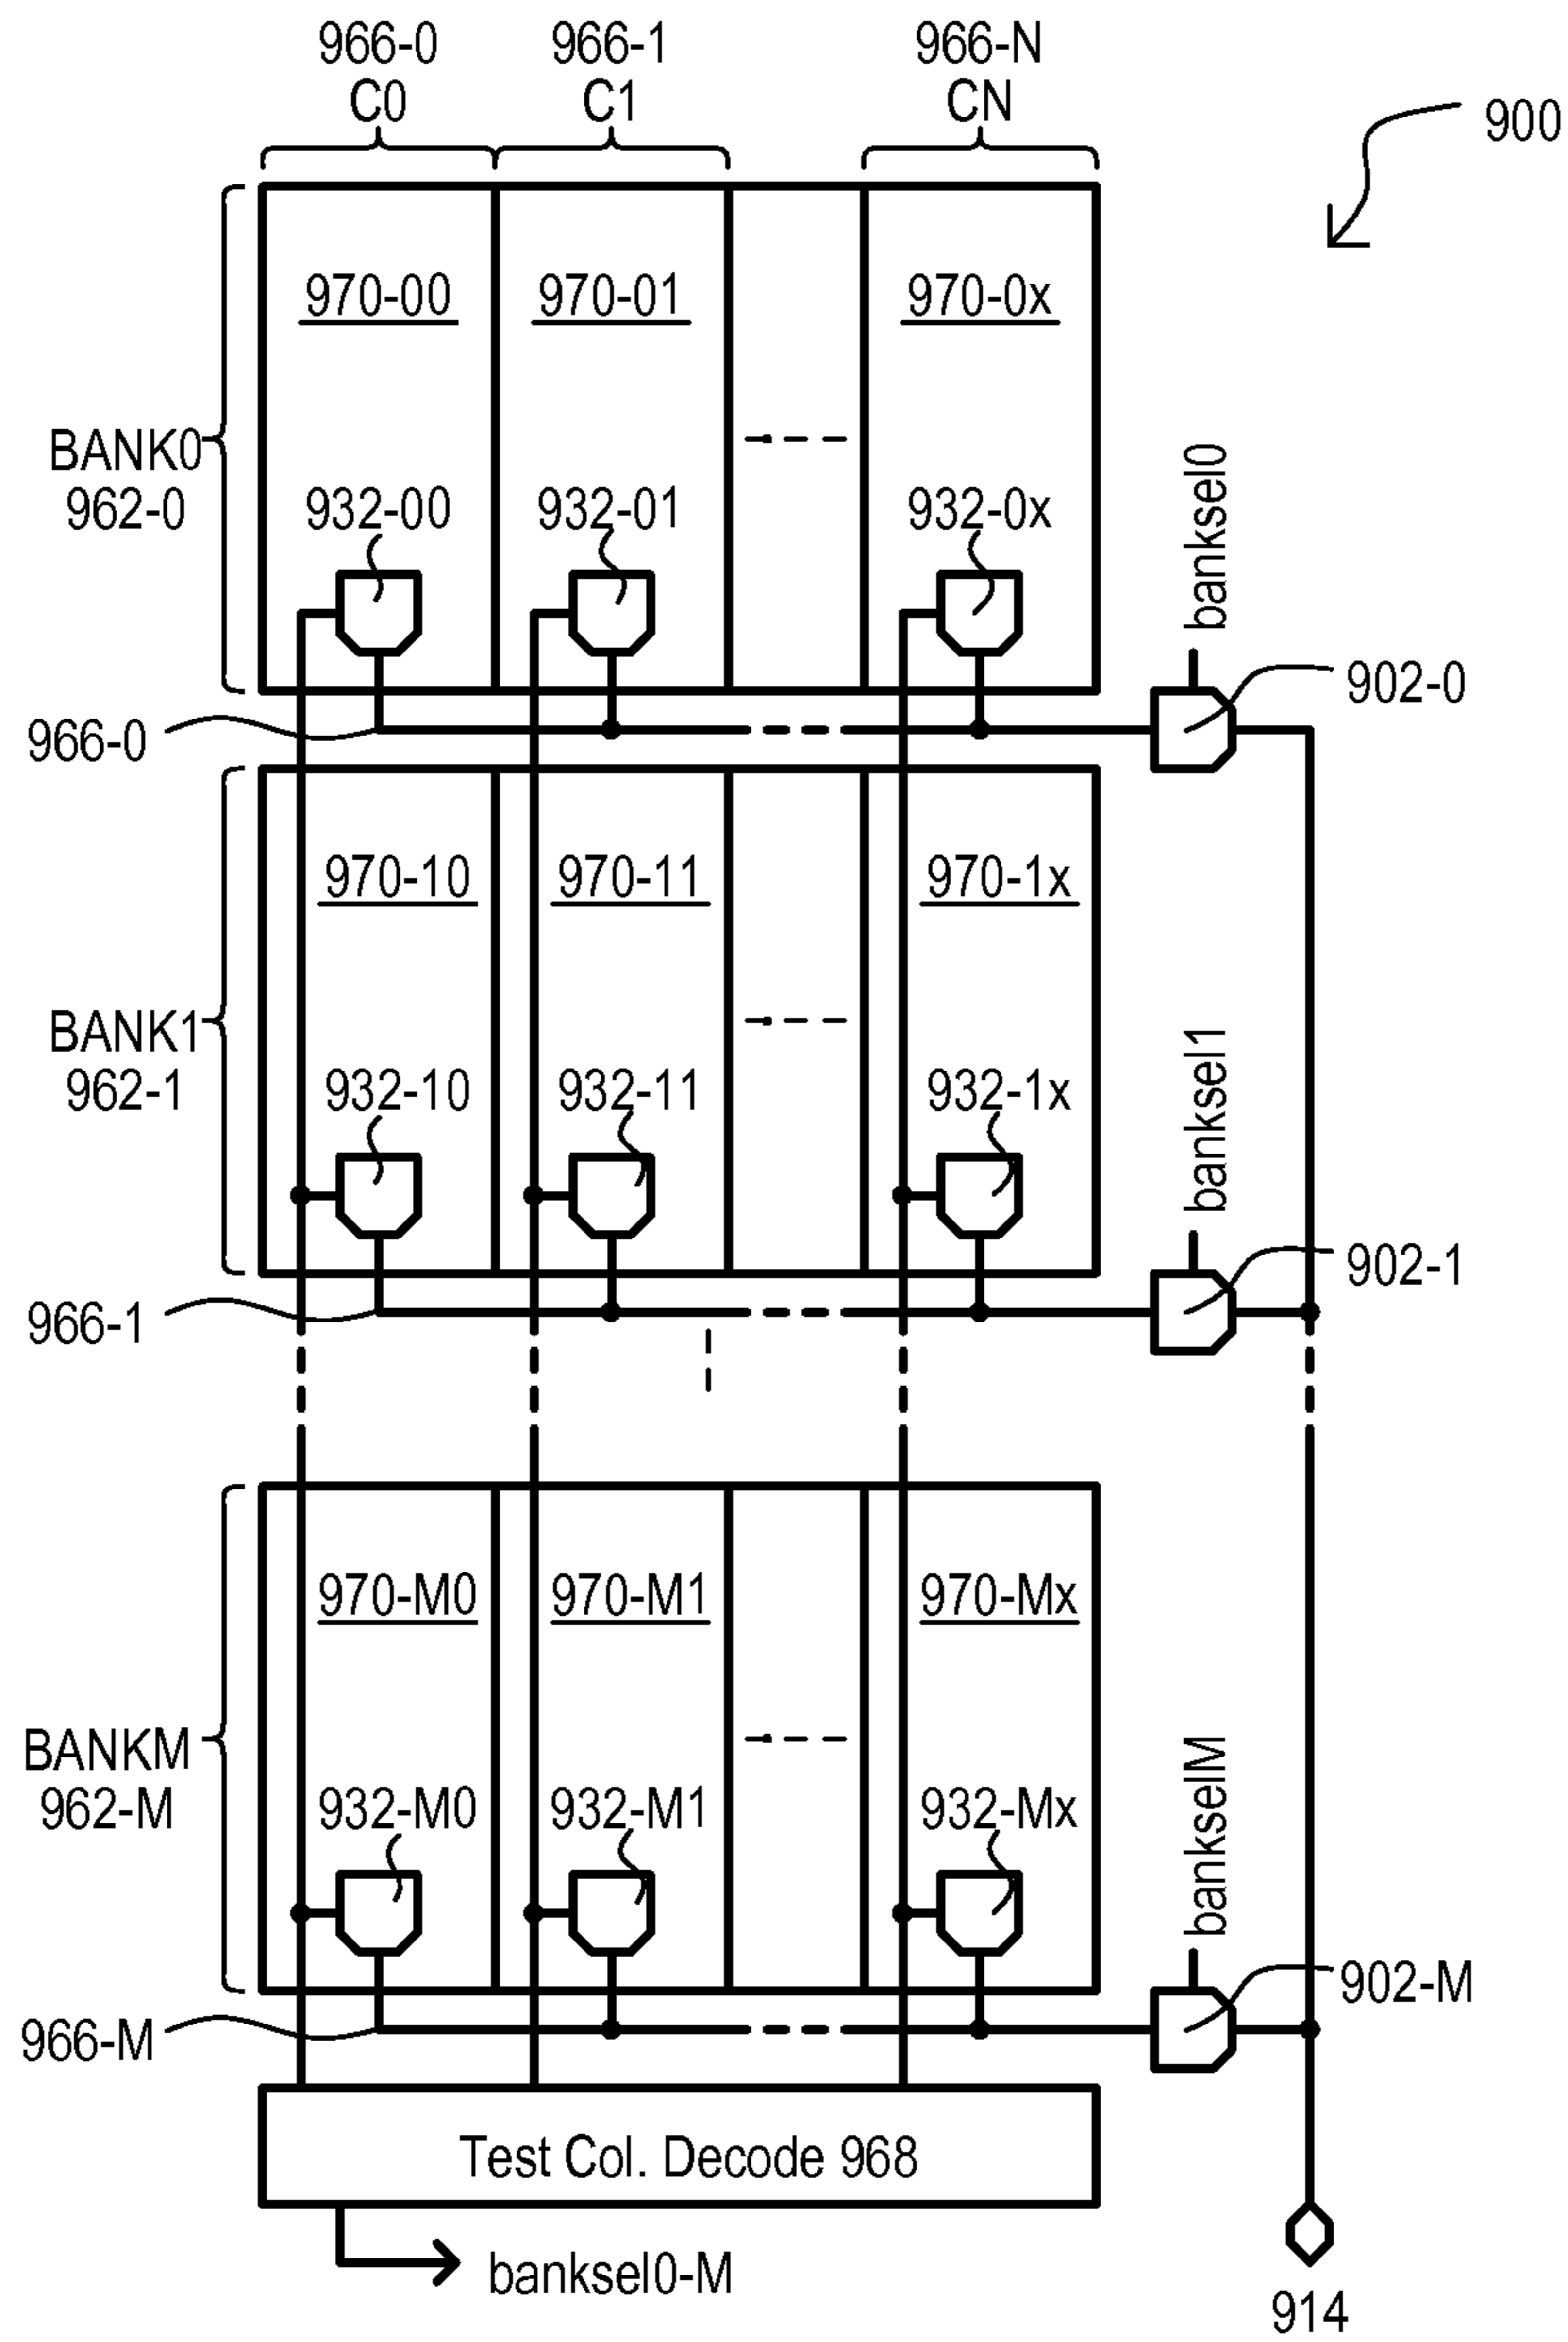 966-0 966-1 966-N
C0 C1 CN
900
970-00 970-01 970-0x
BANK0
962-0
932-00 932-01 932-0x
banksel0
902-0
966-0
970-10 970-11 970-1x
BANK1
962-1
932-10 932-11 932-1x
banksel1
902-1
966-1
970-M0 970-M1 970-Mx
BANKM
962-M
932-M0 932-M1 932-Mx
bankselM
902-M
966-M
Test Col. Decode 968
banksel0-M
914